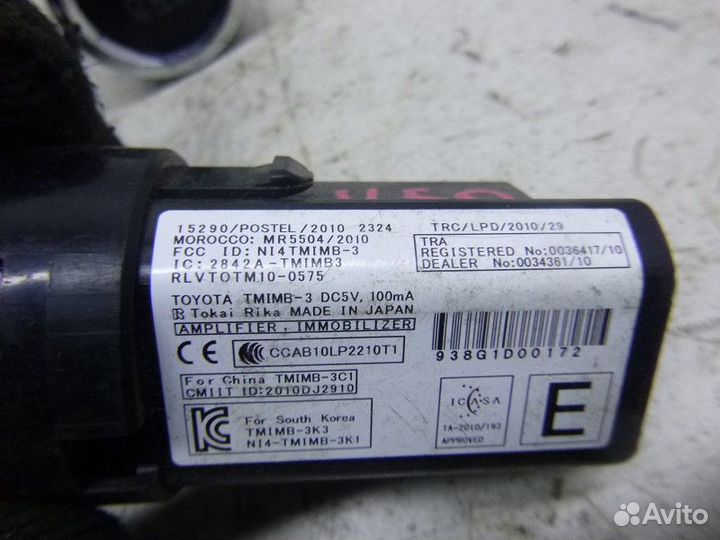 15290/POSTEL/2010 2324
MOROCCO: MR5504/2010
FCC ID: NI4TMIMB-3
IC: 2842A-TMIMB3
RLVTOTM10-0575
TRC/LPD/2010/29
TRA
REGISTERED No:0036417/10
DEALER No:0034361/10
TOYOTA TMIMB-3 DC5V, 100mA
Tokai Rika MADE IN JAPAN
AMPLIFIER, IMMOBILIZER
CE
CCAB10LP2210T1
938G1D00172
For China TMIMB-3C1
CMIIT ID:2010DJ2910
KC
For South Korea
TMIMB-3K3
NI4-TMIMB-3K1
ICASA
TA-2010/193
APPROVED
E
Avito